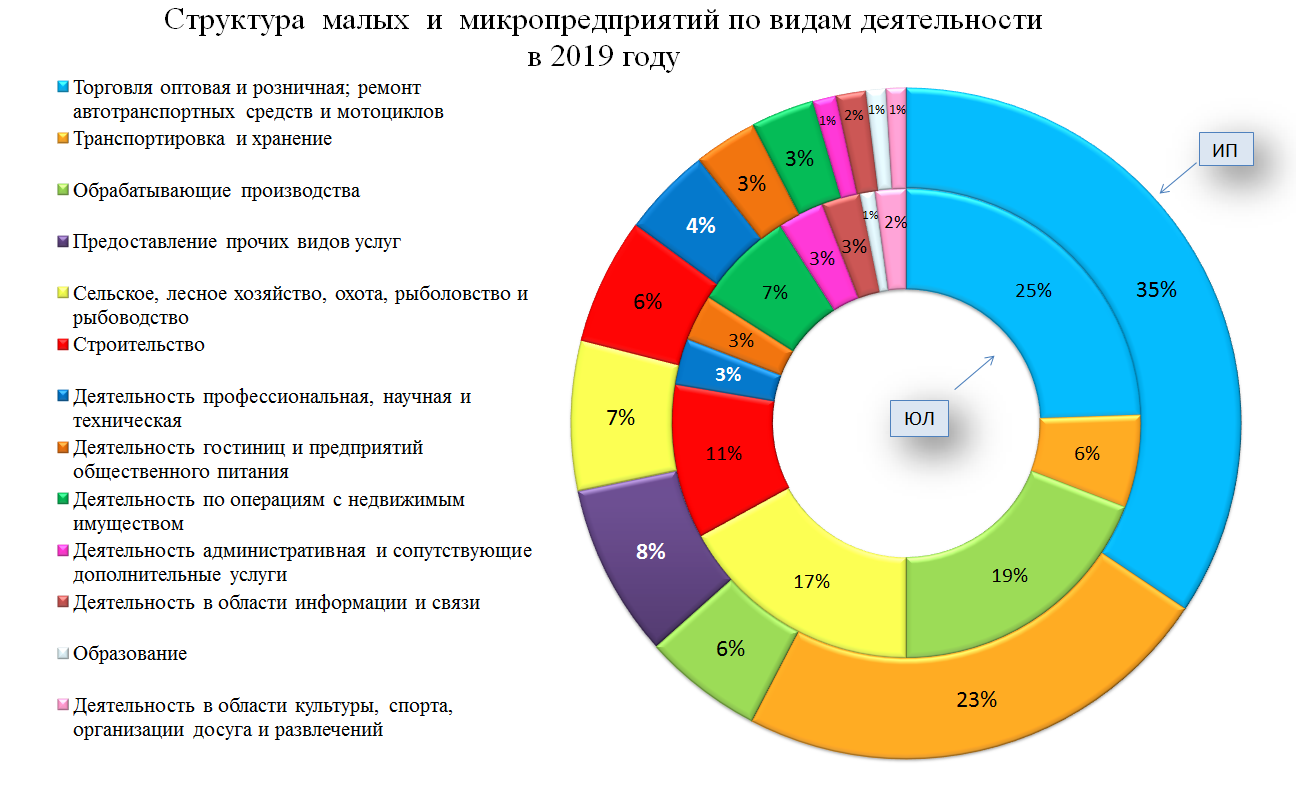 Структура малых и микропредприятий по видам деятельности
в 2019 году
Торговля оптовая и розничная; ремонт
автотранспортных средств и мотоциклов
Транспортировка и хранение
Обрабатывающие производства
Предоставление прочих видов услуг
Сельское, лесное хозяйство, охота, рыболовство и
рыбоводство
Строительство
Деятельность профессиональная, научная и
техническая
Деятельность гостиниц и предприятий
общественного питания
Деятельность по операциям с недвижимым
имуществом
Деятельность административная и сопутствующие
дополнительные услуги
Деятельность в области информации и связи
Образование
Деятельность в области культуры, спорта,
организации досуга и развлечений
ИП
35%
23%
6%
8%
7%
6%
4%
3%
3%
1%
2%
1%
1%
ЮЛ
25%
6%
19%
17%
11%
3%
3%
7%
3%
3%
1%
2%